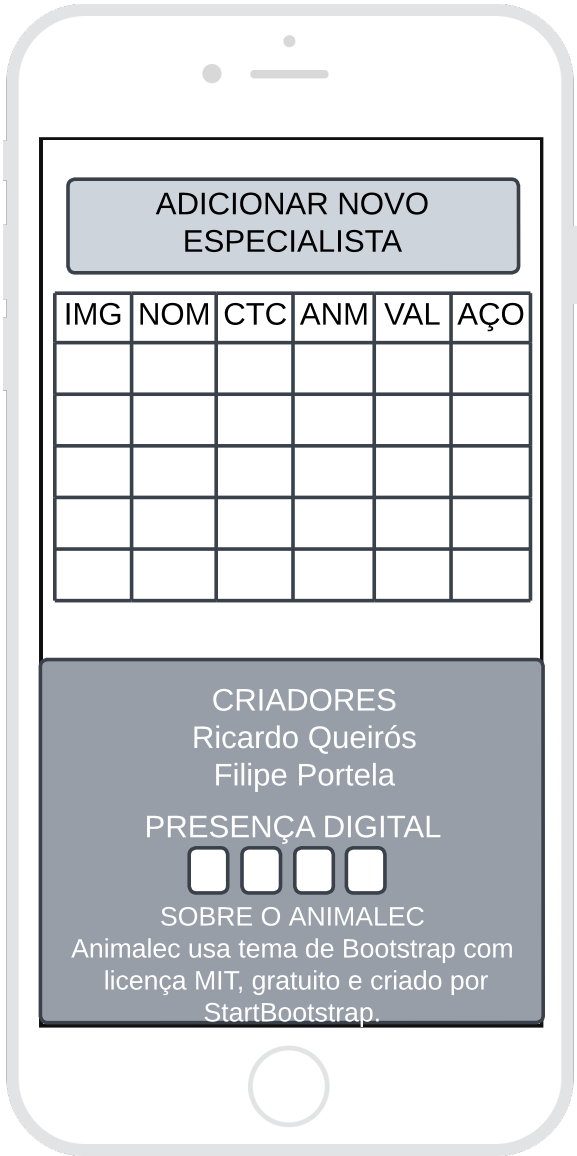 ADICIONAR NOVO
ESPECIALISTA
IMG NOM CTC ANM VAL AÇO
CRIADORES
Ricardo Queirós
Filipe Portela
PRESENÇA DIGITAL
SOBRE O ANIMALEC
Animalec usa tema de Bootstrap com
licença MIT, gratuito e criado por
StartBootstrap.